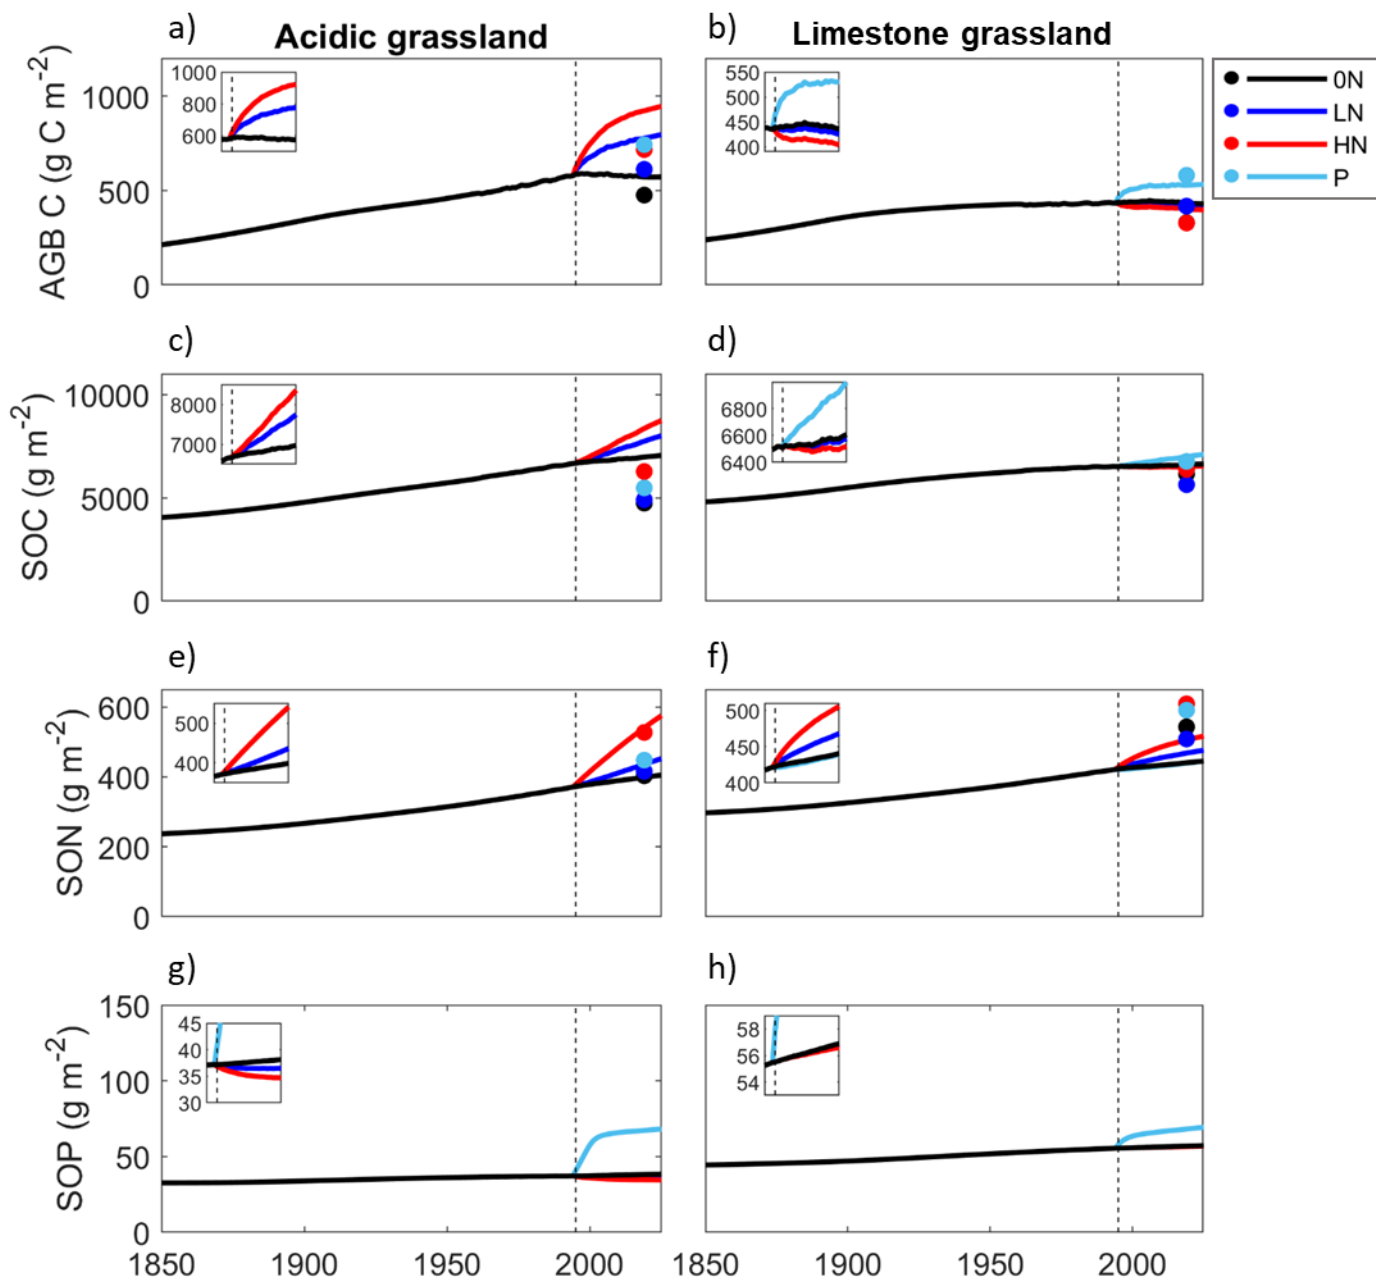 a)
Acidic grassland
b)
Limestone grassland
AGB C (g C m-2)
1000
500
0
1000
800
600
550
500
450
400
0N
LN
HN
P
c)
d)
SOC (g m-2)
10000
5000
0
8000
7000
6800
6600
6400
e)
f)
SON (g m-2)
600
400
200
0
500
400
500
450
400
g)
h)
SOP (g m-2)
150
100
50
0
45
40
35
30
58
56
54
1850
1900
1950
2000
1850
1900
1950
2000